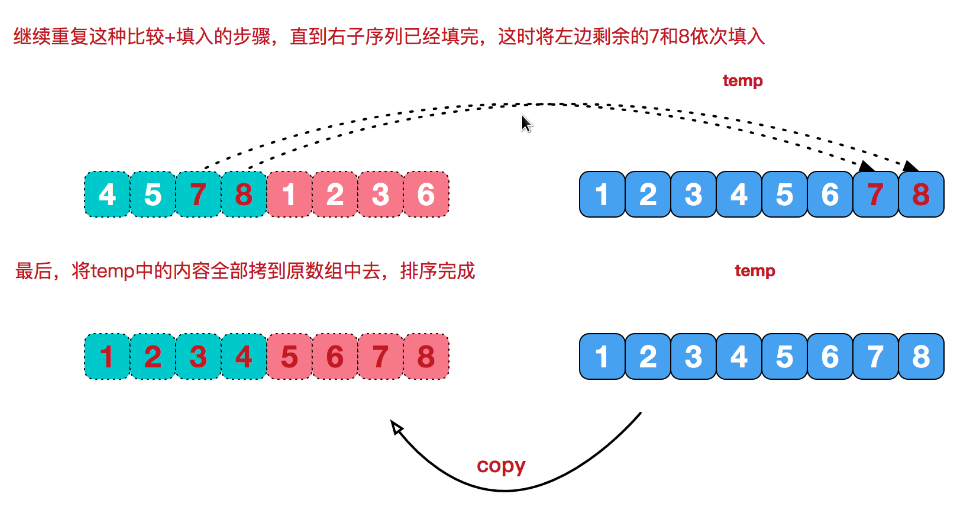 继续重复这种比较+填入的步骤，直到右子序列已经填完，这时将左边剩余的7和8依次填入
temp
4 5 7 8 1 2 3 6
1 2 3 4 5 6 7 8
最后，将temp中的内容全部拷到原数组中去，排序完成
temp
1 2 3 4 5 6 7 8
1 2 3 4 5 6 7 8
copy